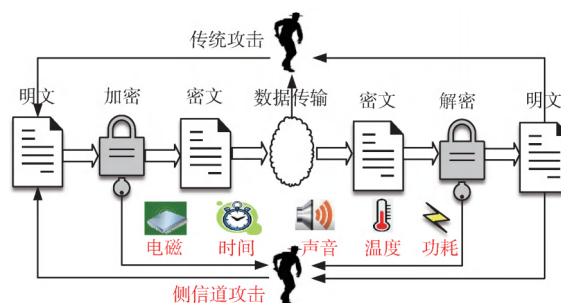 传统攻击
明文 加密 密文 数据传输 密文 解密 明文
电磁 时间 声音 温度 功耗
侧信道攻击